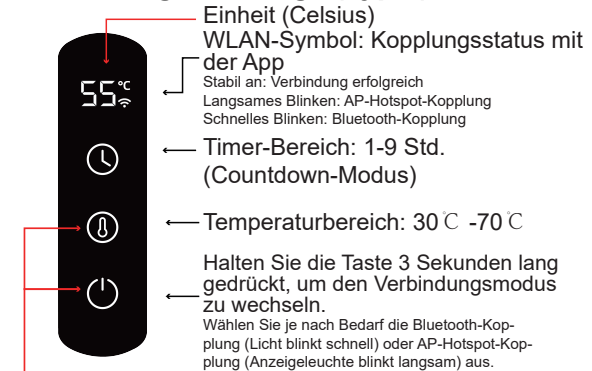 Einheit (Celsius)
WLAN-Symbol: Kopplungsstatus mit
der App
Stabil an: Verbindung erfolgreich
Langsames Blinken: AP-Hotspot-Kopplung
Schnelles Blinken: Bluetooth-Kopplung
55°C
Timer-Bereich: 1-9 Std.
(Countdown-Modus)
Temperaturbereich: 30℃ -70℃
Halten Sie die Taste 3 Sekunden lang
gedrückt, um den Verbindungsmodus
zu wechseln.
Wählen Sie je nach Bedarf die Bluetooth-Kop-
plung (Licht blinkt schnell) oder AP-Hotspot-Kop-
plung (Anzeigeleuchte blinkt langsam) aus.